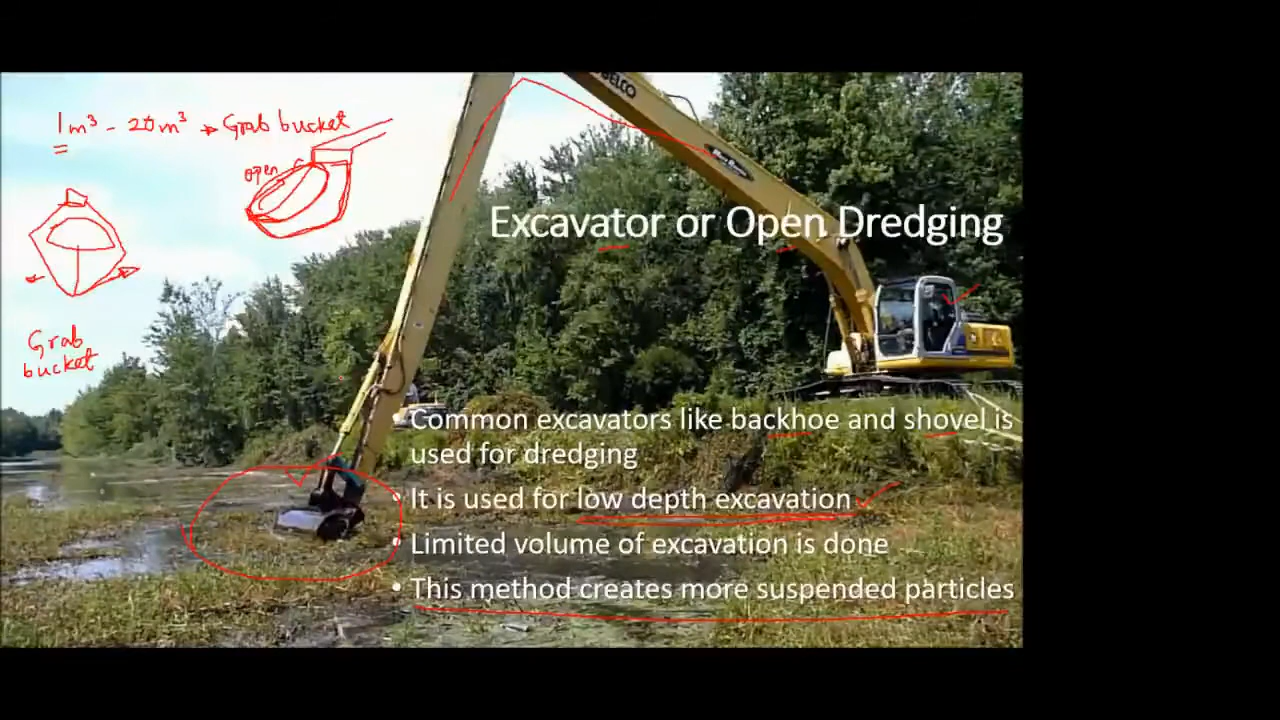 1m³ - 20m³ → Grab bucket
open
Grab
bucket
Excavator or Open Dredging
• Common excavators like backhoe and shovel is
used for dredging
• It is used for low depth excavation
• Limited volume of excavation is done
• This method creates more suspended particles